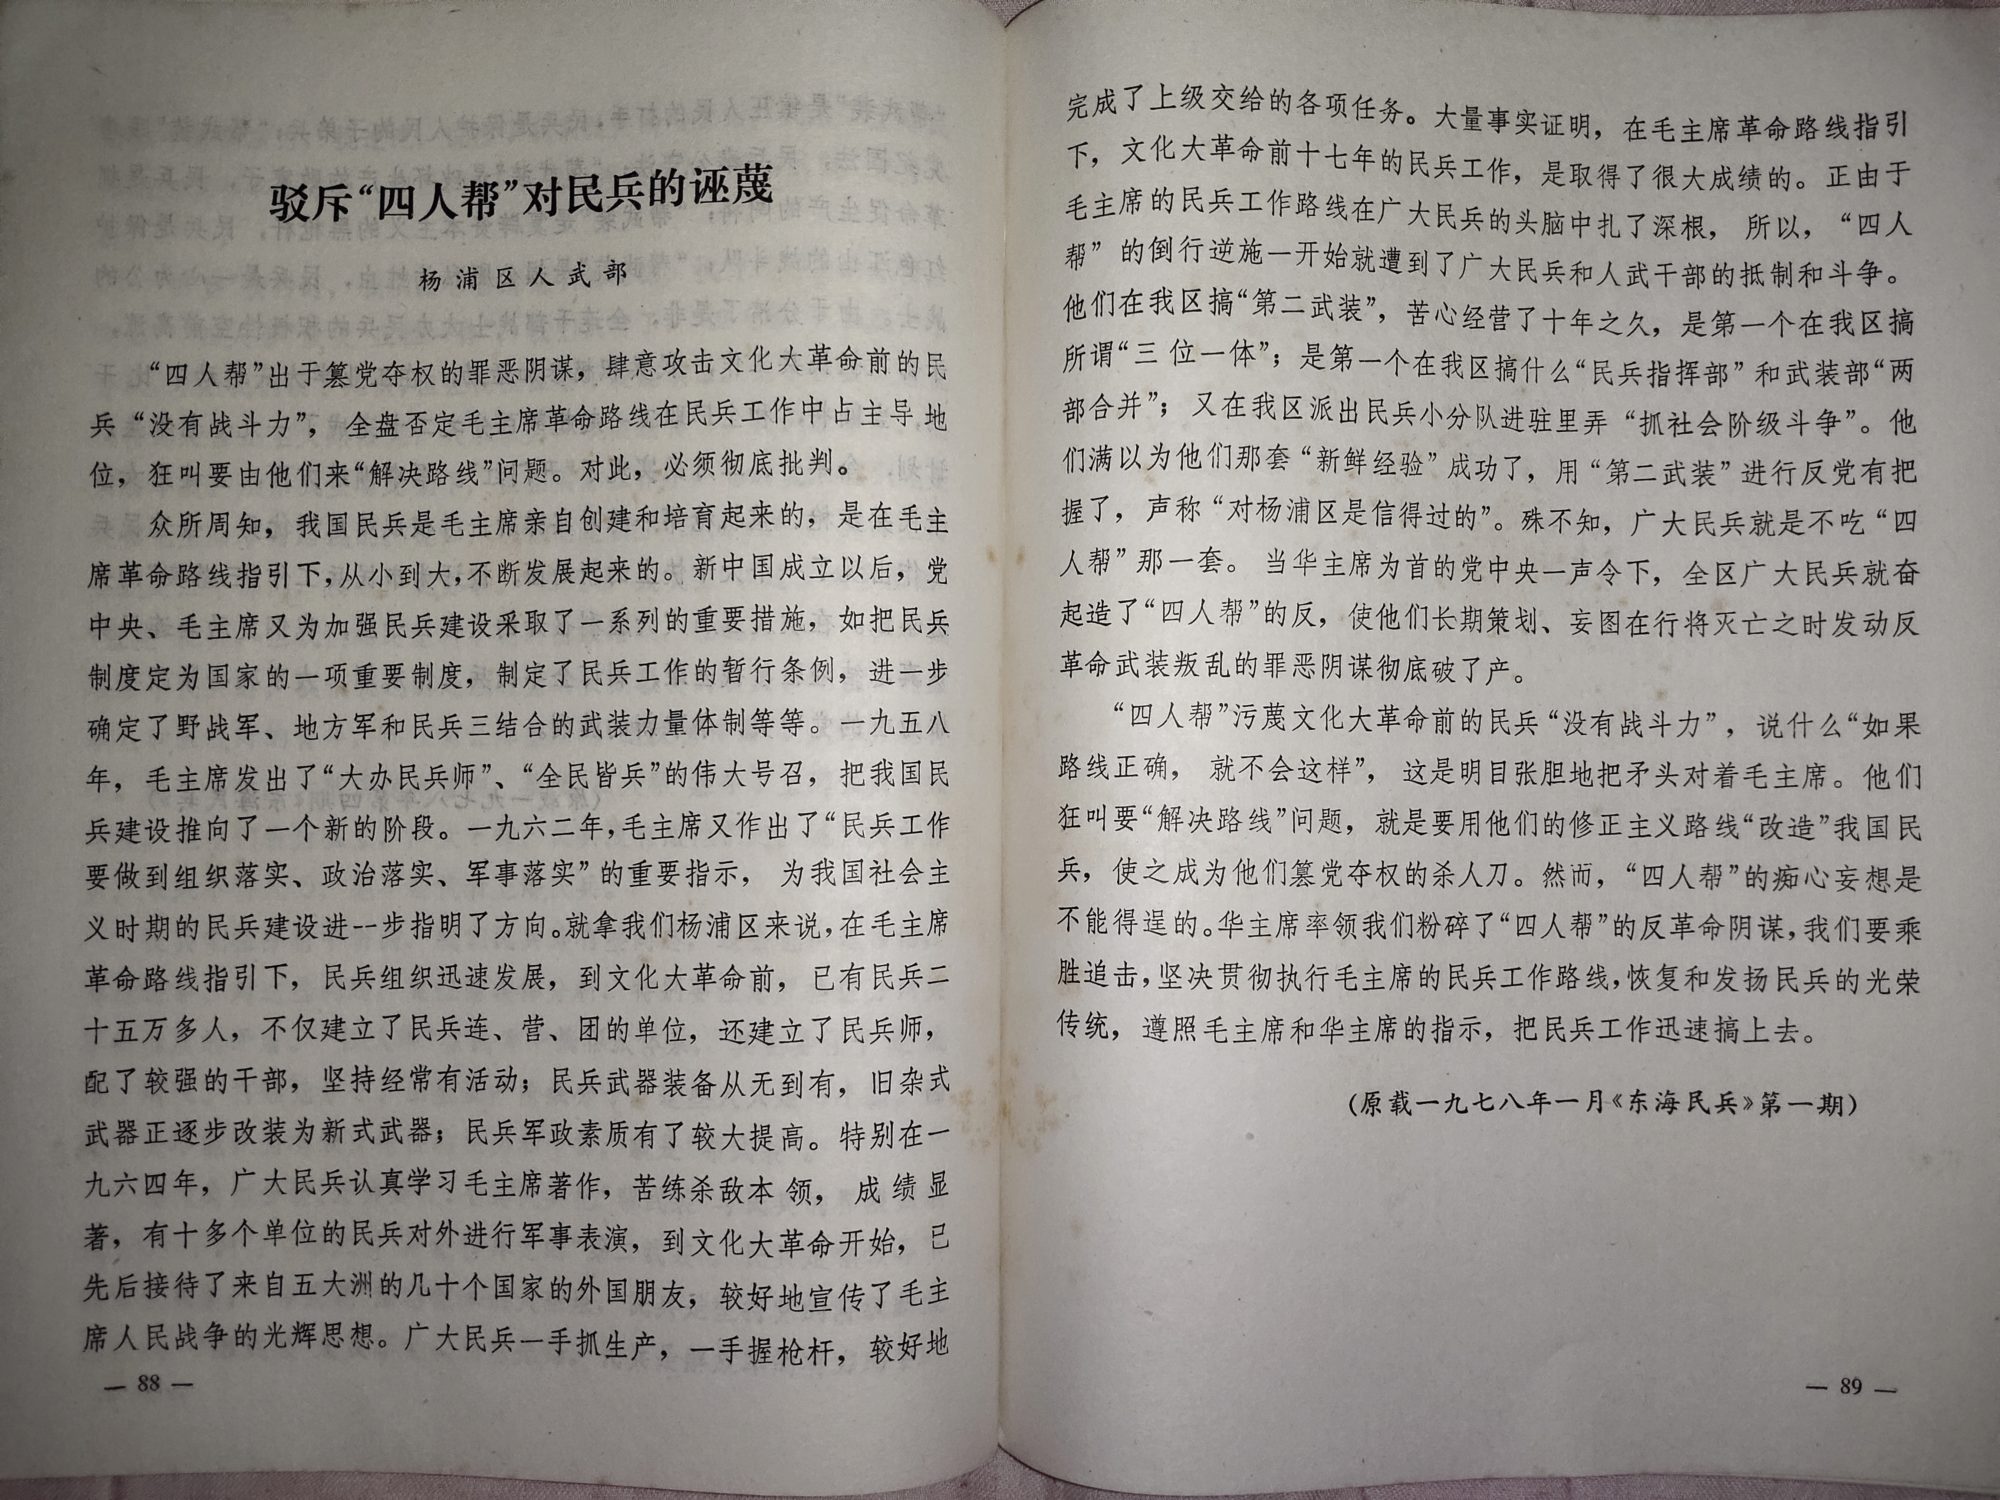 驳斥“四人帮”对民兵的诬蔑
杨浦区人武部
“四人帮”出于篡党夺权的罪恶阴谋，肆意攻击文化大革命前的民
兵“没有战斗力”，全盘否定毛主席革命路线在民兵工作中占主导地
位，狂叫要由他们来“解决路线”问题。对此，必须彻底批判。
众所周知，我国民兵是毛主席亲自创建和培育起来的，是在毛主
席革命路线指引下，从小到大，不断发展起来的。新中国成立以后，党
中央、毛主席又为加强民兵建设采取了一系列的重要措施，如把民兵
制度定为国家的一项重要制度，制定了民兵工作的暂行条例，进一步
确定了野战军、地方军和民兵三结合的武装力量体制等等。一九五八
年，毛主席发出了“大办民兵师”、“全民皆兵”的伟大号召，把我国民
兵建设推向了一个新的阶段。一九六二年，毛主席又作出了“民兵工作
要做到组织落实、政治落实、军事落实”的重要指示，为我国社会主
义时期的民兵建设进一步指明了方向。就拿我们杨浦区来说，在毛主席
革命路线指引下，民兵组织迅速发展，到文化大革命前，已有民兵二
十五万多人，不仅建立了民兵连、营、团的单位，还建立了民兵师，
配了较强的干部，坚持经常有活动；民兵武器装备从无到有，旧杂式
武器正逐步改装为新式武器；民兵军政素质有了较大提高。特别在一
九六四年，广大民兵认真学习毛主席著作，苦练杀敌本领，成绩显
著，有十多个单位的民兵对外进行军事表演，到文化大革命开始，已
先后接待了来自五大洲的几十个国家的外国朋友，较好地宣传了毛主
席人民战争的光辉思想。广大民兵一手抓生产，一手握枪杆，较好地
— 88 —
完成了上级交给的各项任务。大量事实证明，在毛主席革命路线指引
下，文化大革命前十七年的民兵工作，是取得了很大成绩的。正由于
毛主席的民兵工作路线在广大民兵的头脑中扎了深根，所以，“四人
帮”的倒行逆施一开始就遭到了广大民兵和人武干部的抵制和斗争。
他们在我区搞“第二武装”，苦心经营了十年之久，是第一个在我区搞
所谓“三位一体”；是第一个在我区搞什么“民兵指挥部”和武装部“两
部合并”；又在我区派出民兵小分队进驻里弄“抓社会阶级斗争”。他
们满以为他们那套“新鲜经验”成功了，用“第二武装”进行反党有把
握了，声称“对杨浦区是信得过的”。殊不知，广大民兵就是不吃“四
人帮”那一套。当华主席为首的党中央一声令下，全区广大民兵就奋
起造了“四人帮”的反，使他们长期策划、妄图在行将灭亡之时发动反
革命武装叛乱的罪恶阴谋彻底破了产。
“四人帮”污蔑文化大革命前的民兵“没有战斗力”，说什么“如果
路线正确，就不会这样”，这是明目张胆地把矛头对着毛主席。他们
狂叫要“解决路线”问题，就是要用他们的修正主义路线“改造”我国民
兵，使之成为他们篡党夺权的杀人刀。然而，“四人帮”的痴心妄想是
不能得逞的。华主席率领我们粉碎了“四人帮”的反革命阴谋，我们要乘
胜追击，坚决贯彻执行毛主席的民兵工作路线，恢复和发扬民兵的光荣
传统，遵照毛主席和华主席的指示，把民兵工作迅速搞上去。
（原载一九七八年一月《东海民兵》第一期）
— 89 —